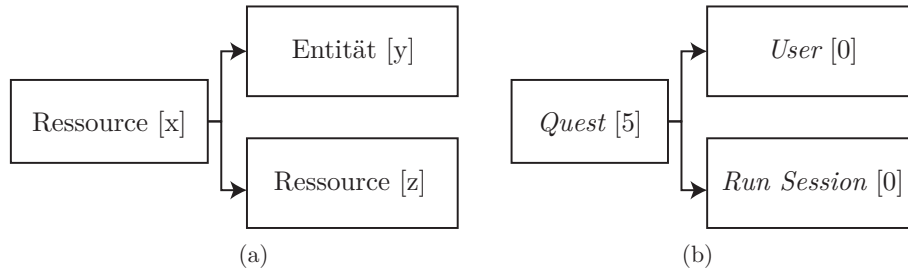 Entität [y]
Ressource [x]
Ressource [z]
(a)
User [0]
Quest [5]
Run Session [0]
(b)